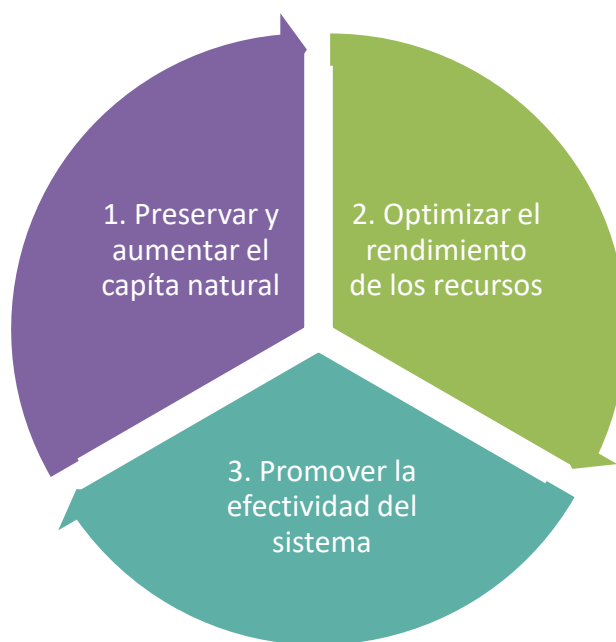 1. Preservar y
aumentar el
capíta natural
2. Optimizar el
rendimiento
de los recursos
3. Promover la
efectividad del
sistema